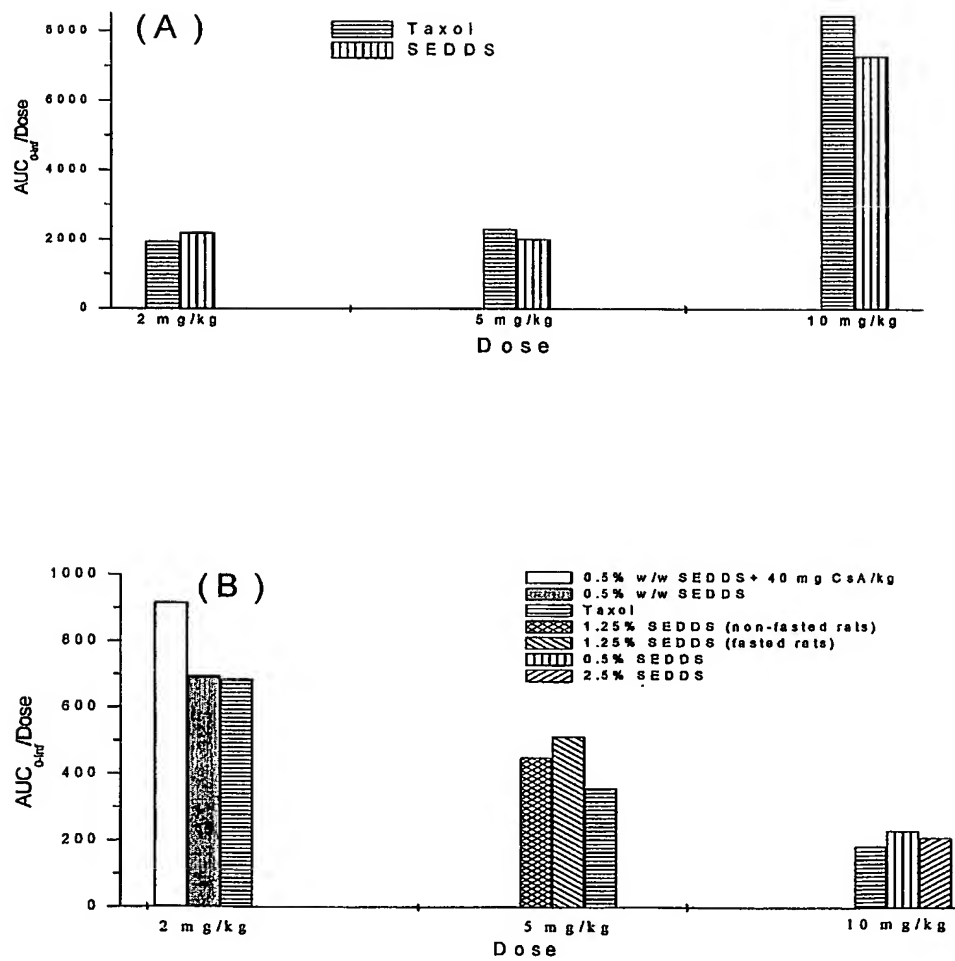 (A)
Taxol
SEDDS
8000
6000
4000
2000
0
AUC0-inf/Dose
2 mg/kg
5 mg/kg
10 mg/kg
Dose
(B)
0.5% w/w SEDDS+ 40 mg CsA/kg
0.5% w/w SEDDS
Taxol
1.25% SEDDS (non-fasted rats)
1.25% SEDDS (fasted rats)
0.5% SEDDS
2.5% SEDDS
1000
800
600
400
200
0
AUC0-inf/Dose
2 mg/kg
5 mg/kg
10 mg/kg
Dose